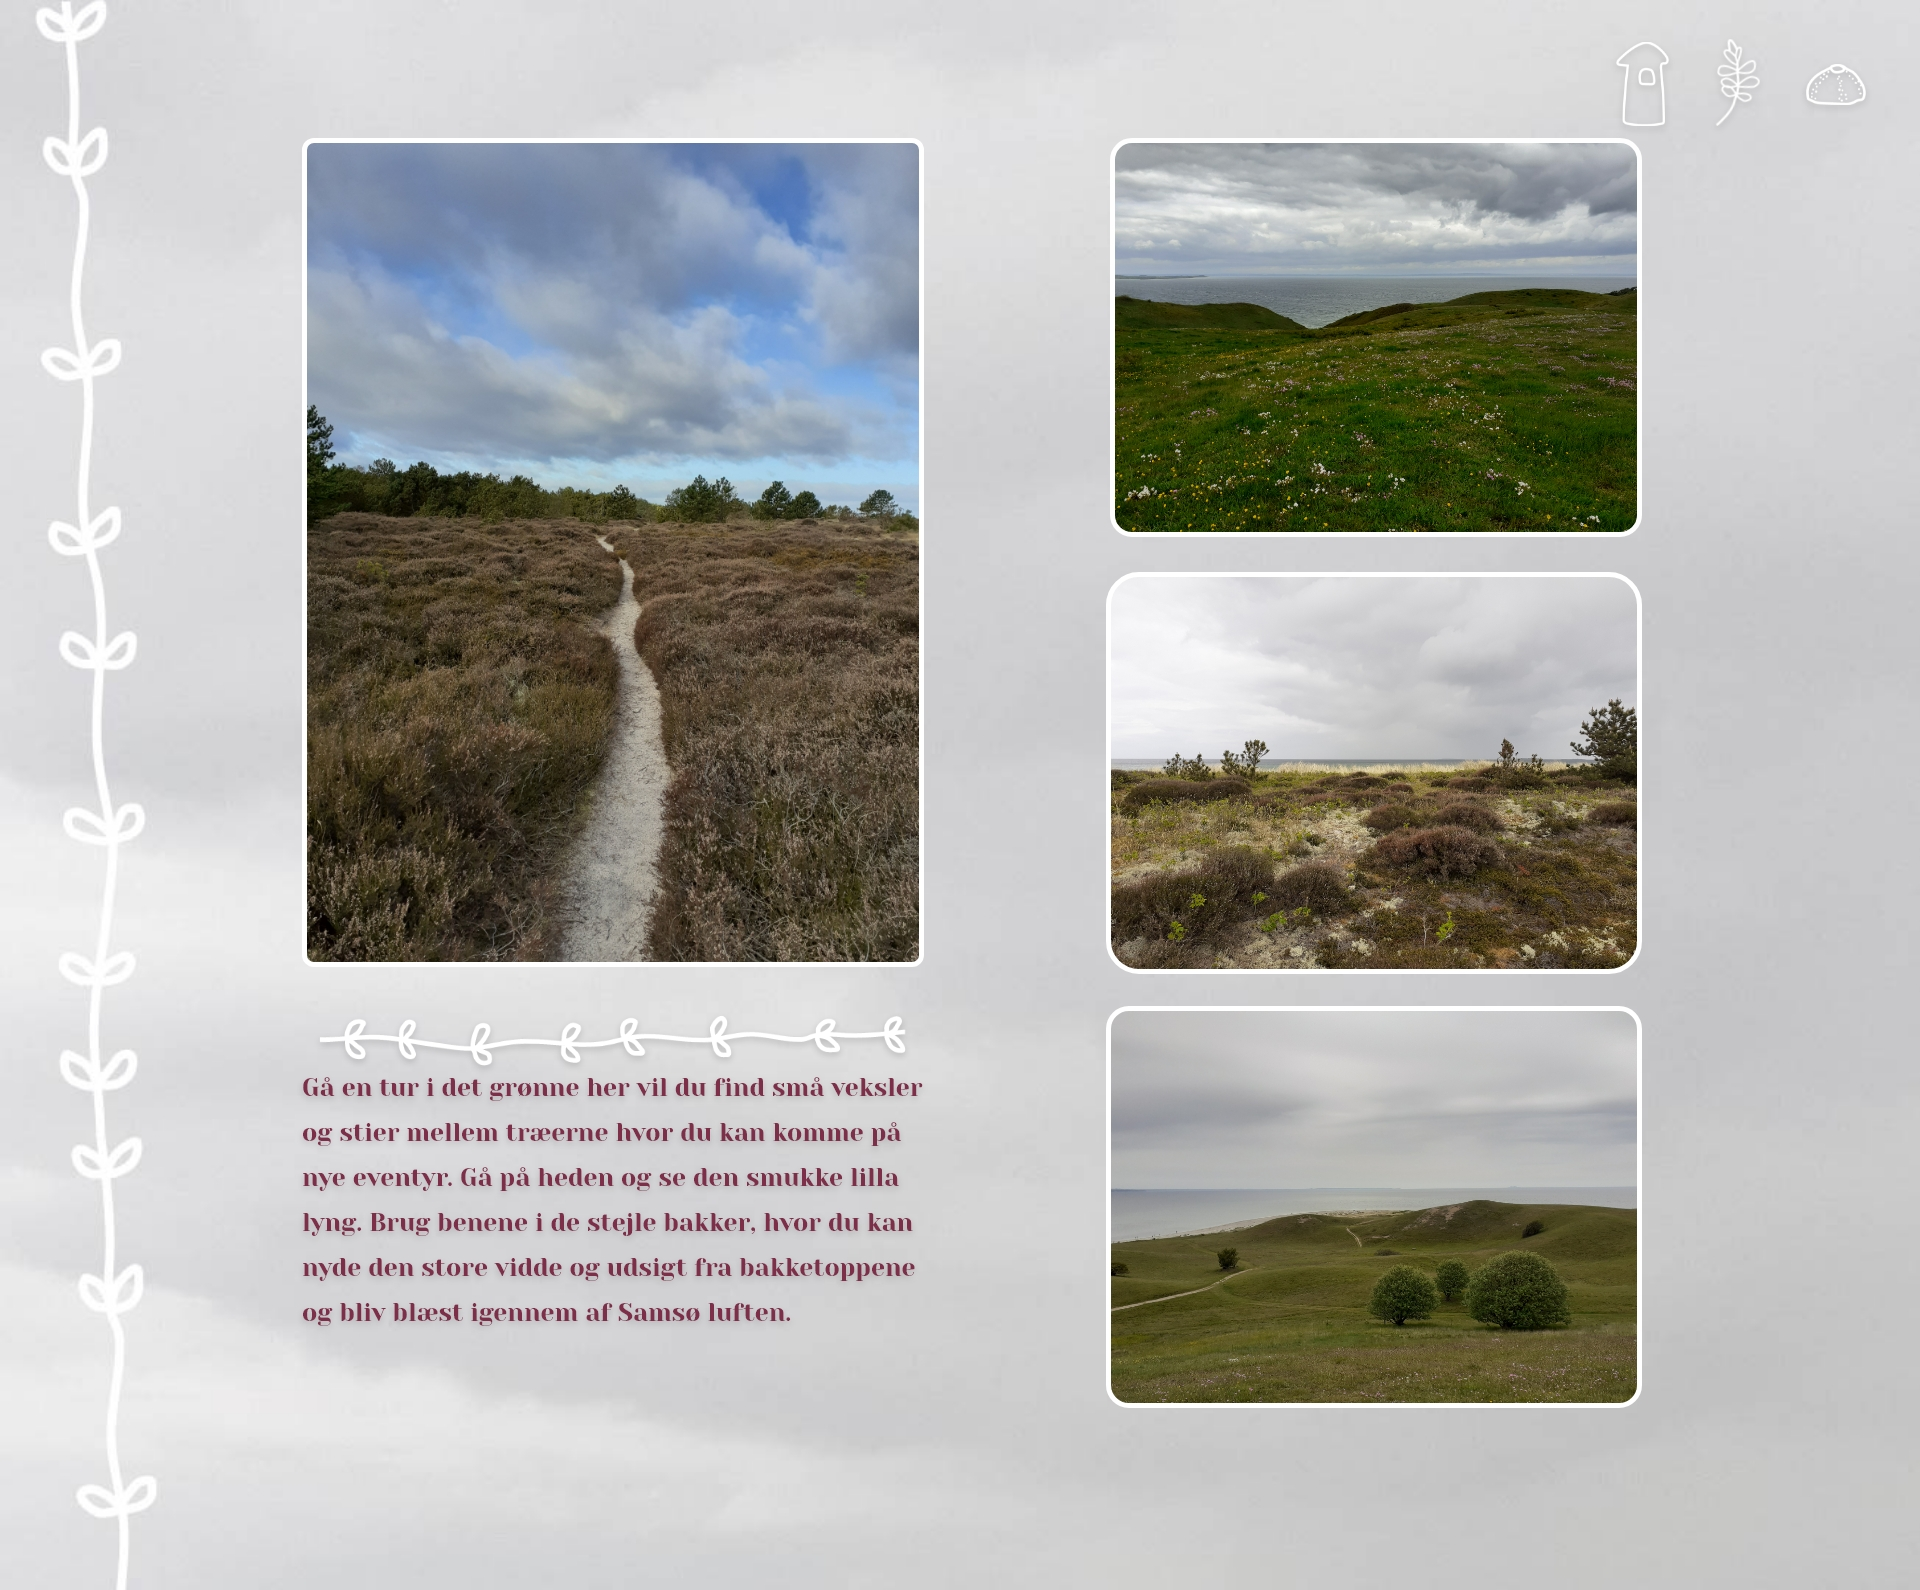 Gå en tur i det grønne her vil du find små veksler
og stier mellem træerne hvor du kan komme på
nye eventyr. Gå på heden og se den smukke lilla
lyng. Brug benene i de stejle bakker, hvor du kan
nyde den store vidde og udsigt fra bakketoppene
og bliv blæst igennem af Samsø luften.